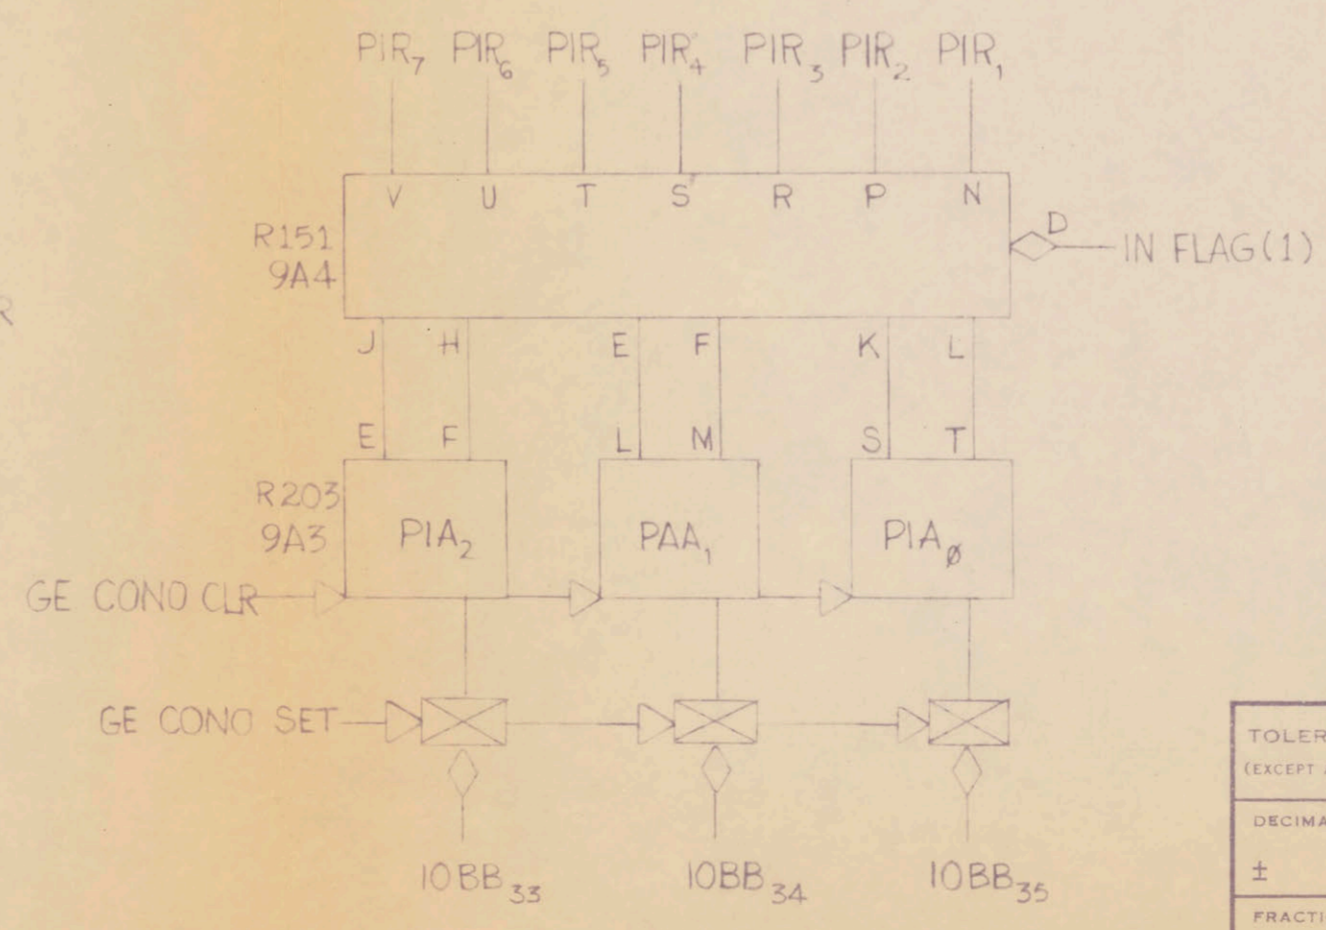 PIR₇ PIR₆ PIR₅ PIR₄ PIR₃ PIR₂ PIR₁
V U T S R P N
D
R151
IN FLAG(1)
9A4
R
J H E F K L
E F L M S T
R203
9A3
PIA₂ PAA₁ PIA∅
GE CONO CLR
GE CONO SET
IOBB₃₃ IOBB₃₄ IOBB₃₅
TOLER
(EXCEPT
DECIMA
±
FRACTI